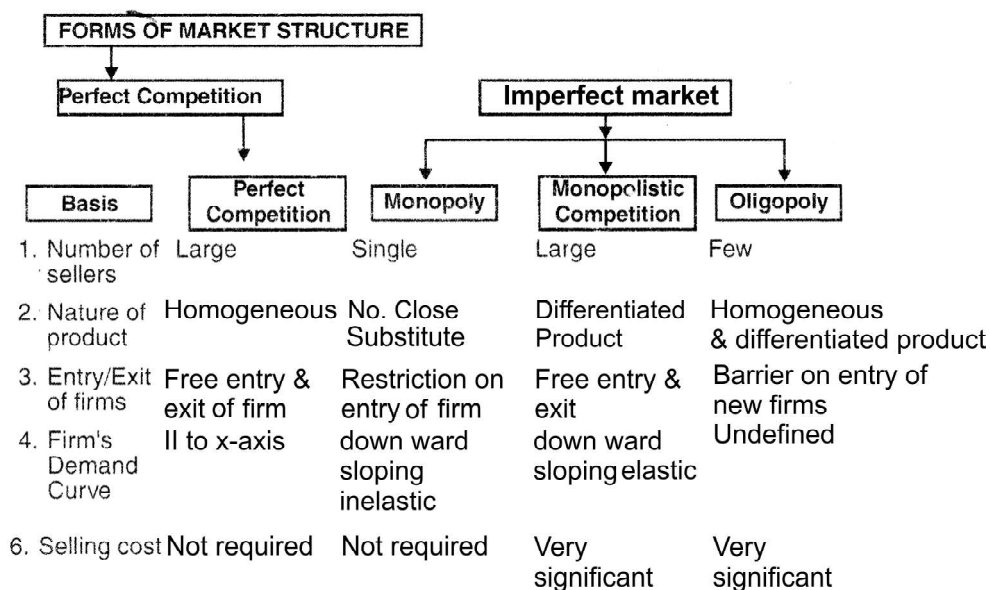 FORMS OF MARKET STRUCTURE
Perfect Competition
Imperfect market
Basis
Perfect
Competition
Monopoly
Monopolistic
Competition
Oligopoly
1. Number of
sellers
Large
Single
Large
Few
2. Nature of
product
Homogeneous
No. Close
Substitute
Differentiated
Product
Homogeneous
& differentiated product
3. Entry/Exit
of firms
Free entry &
exit of firm
Restriction on
entry of firm
Free entry &
exit
Barrier on entry of
new firms
4. Firm's
Demand
Curve
II to x-axis
down ward
sloping
inelastic
down ward
sloping elastic
Undefined
6. Selling cost
Not required
Not required
Very
significant
Very
significant